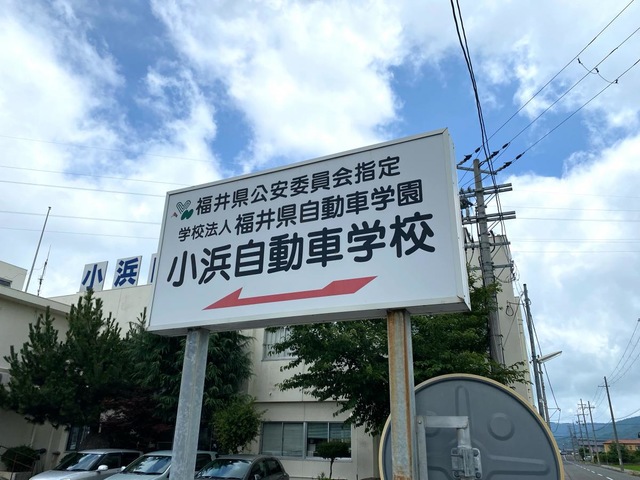 福井県公安委員会指定
学校法人福井県自動車学園
小浜自動車学校
小浜